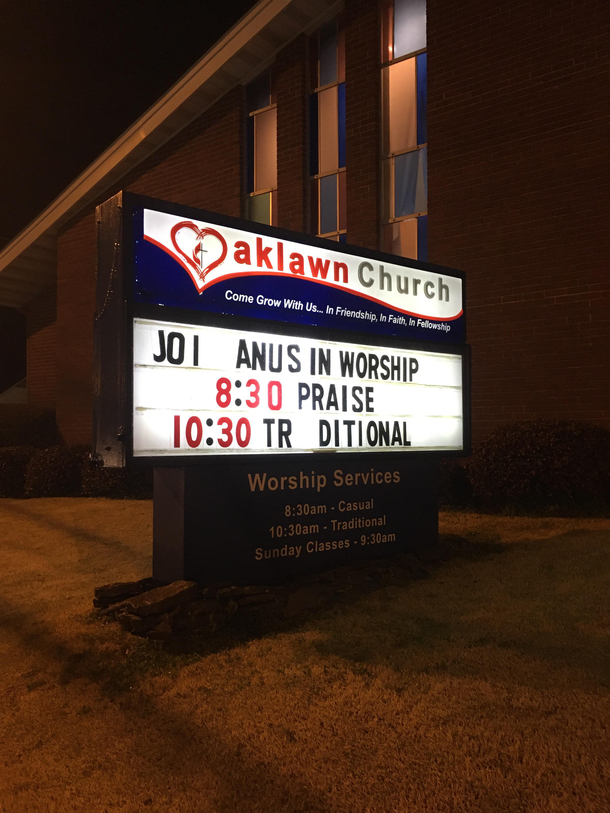 aklawn Church
Come Grow With Us... In Friendship, In Faith, In Fellowship
JOI ANUS IN WORSHIP
8:30 PRAISE
10:30 TR DITIONAL
Worship Services
8:30am - Casual
10:30am - Traditional
Sunday Classes - 9:30am